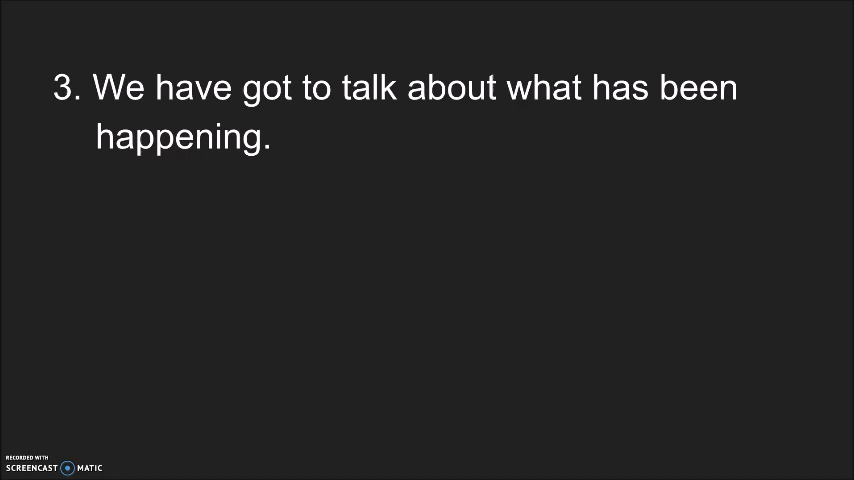 3. We have got to talk about what has been
happening.
RECORDED WITH
SCREENCAST MATIC